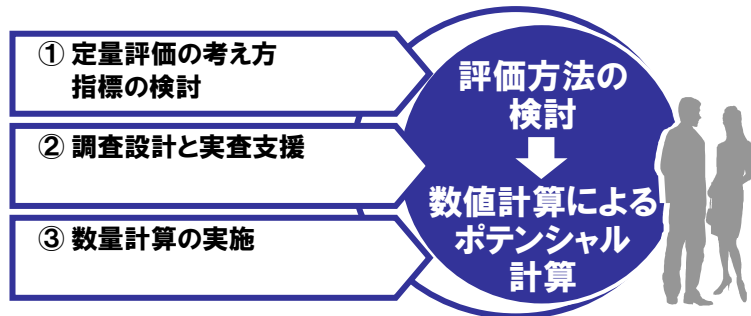 ① 定量評価の考え方
指標の検討
② 調査設計と実査支援
③ 数量計算の実施
評価方法の
検討
数値計算による
ポテンシャル
計算